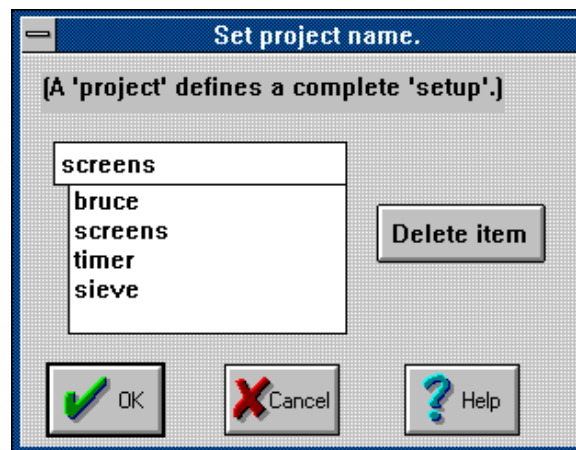 Set project name.
(A 'project' defines a complete 'setup'.)
screens
bruce
screens
timer
sieve
Delete item
OK
Cancel
Help